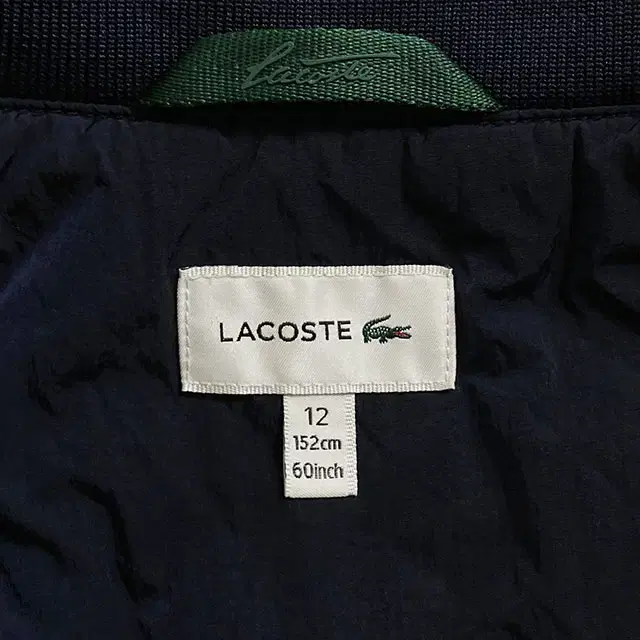 Lacoste
LACOSTE
12
152cm
60inch